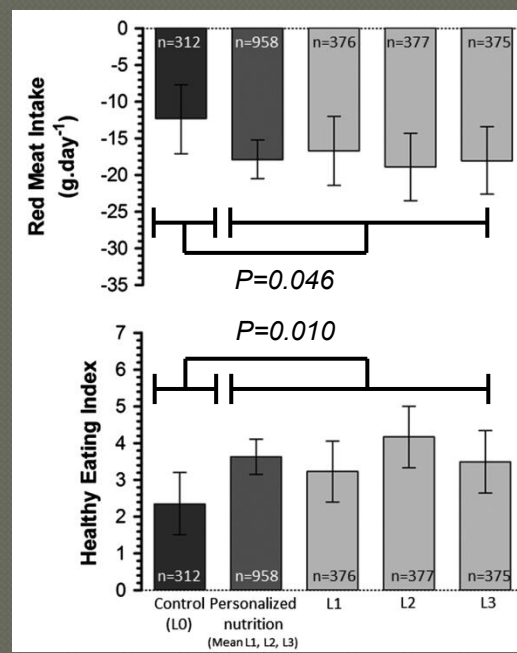 0
n=312 n=958 n=376 n=377 n=375
-5
-10
-15
-20
-25
-30
-35
Red Meat Intake
(g.day-1)
P=0.046
P=0.010
7
6
5
4
3
2
1
0
Healthy Eating Index
n=312 n=958 n=376 n=377 n=375
Control Personalized L1 L2 L3
(L0) nutrition
(Mean L1, L2, L3)